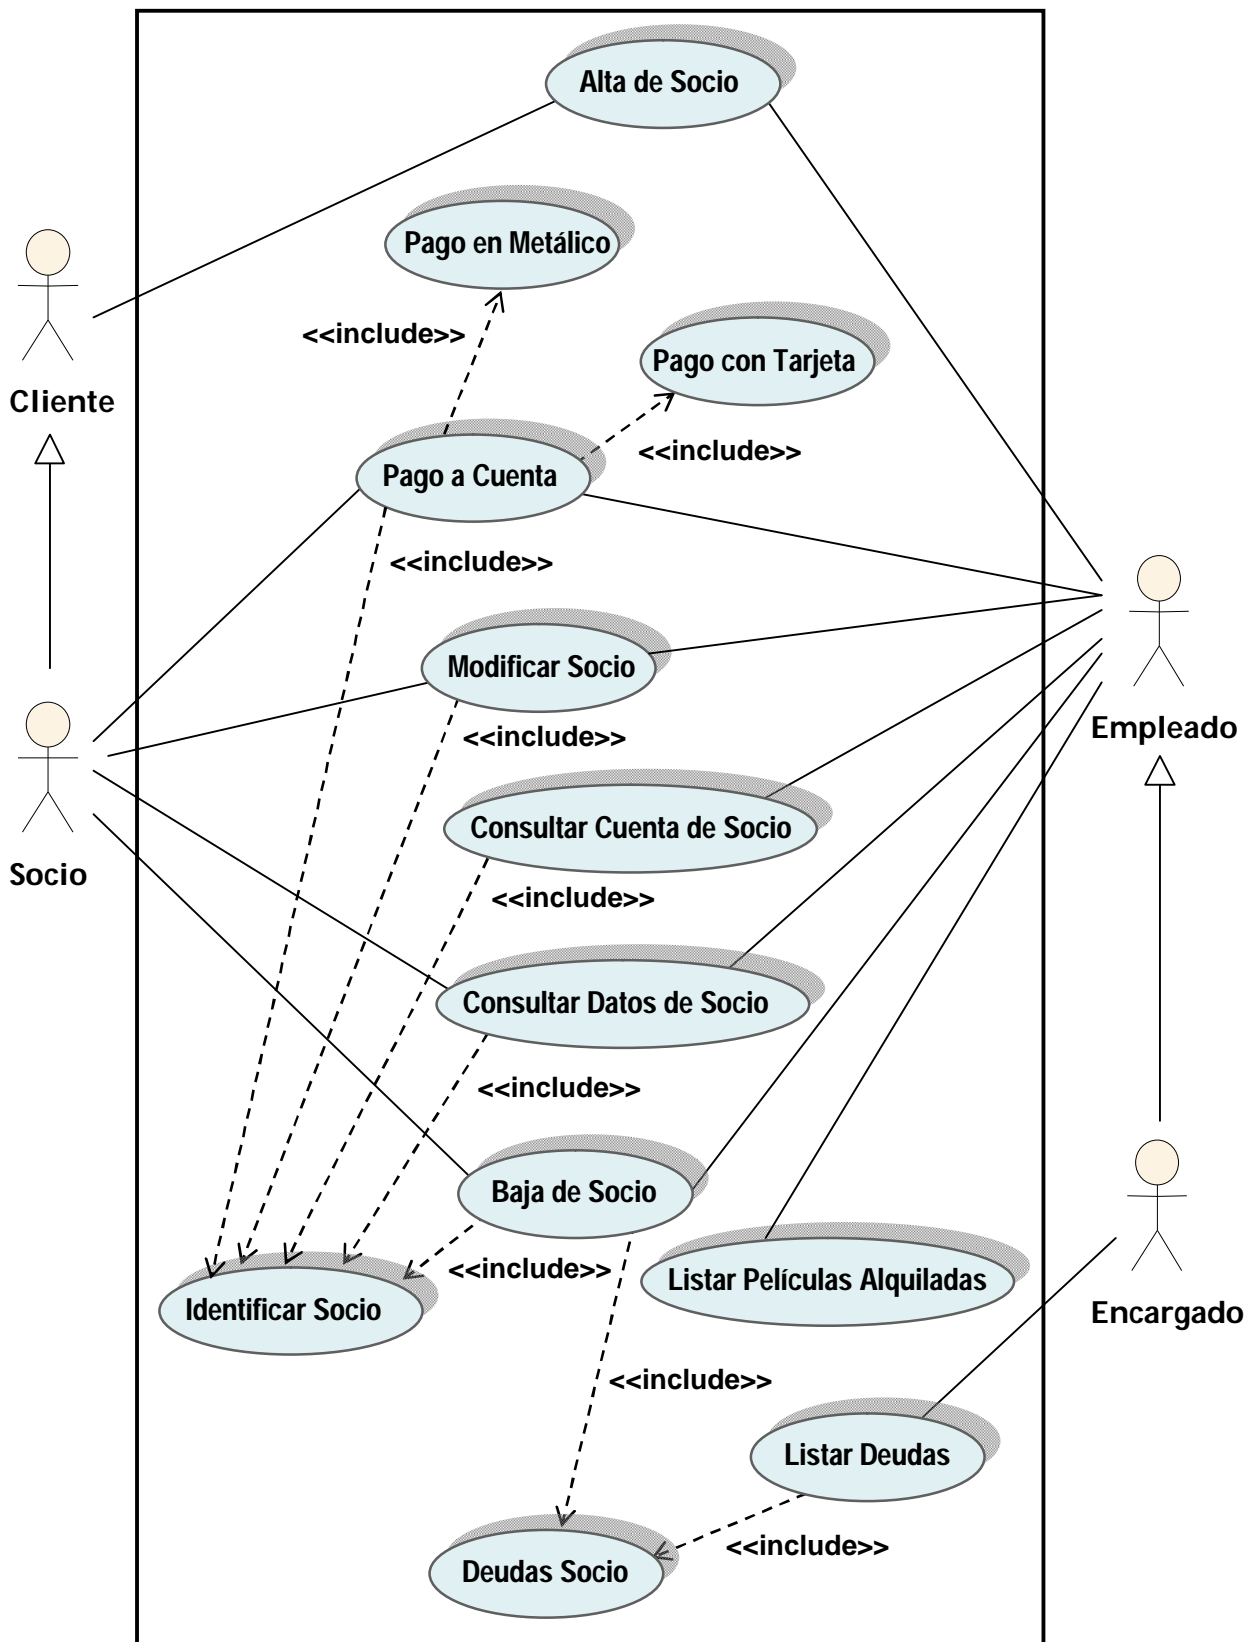 Alta de Socio
Pago en Metálico
<<include>>
Pago con Tarjeta
Cliente
<<include>>
Pago a Cuenta
<<include>>
Modificar Socio
Empleado
<<include>>
Consultar Cuenta de Socio
Socio
<<include>>
Consultar Datos de Socio
<<include>>
Baja de Socio
<<include>>
Listar Películas Alquiladas
Identificar Socio
Encargado
<<include>>
Listar Deudas
<<include>>
Deudas Socio